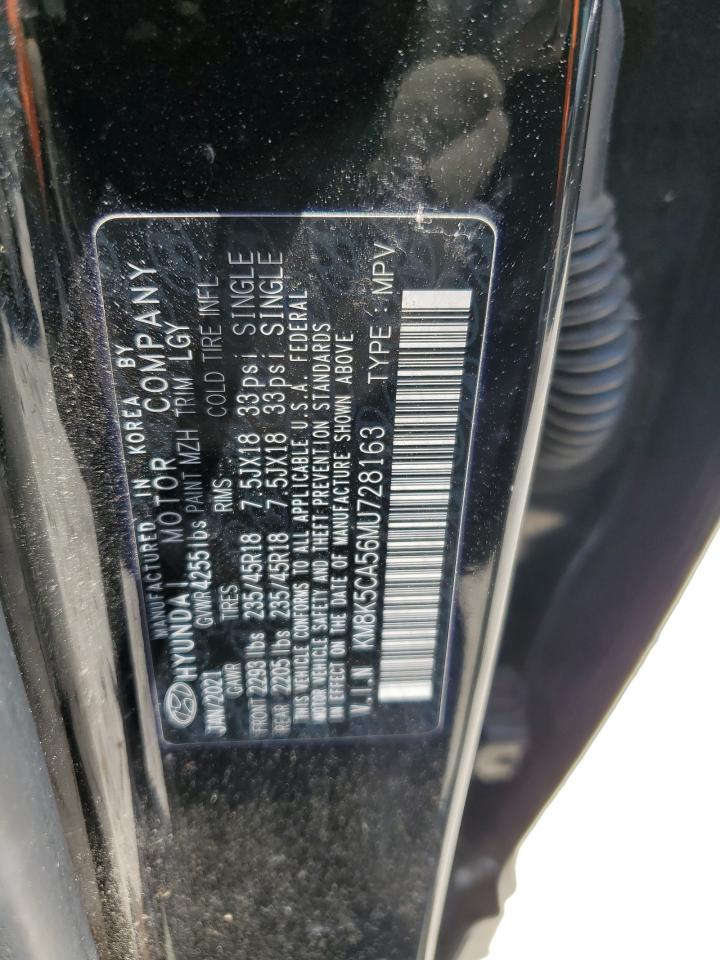 MANUFACTURED IN KOREA BY
HYUNDAI MOTOR COMPANY
JAN/2021 GVWR 4255 lbs PAINT MZH TRIM LGY
GAWR TIRES RMS COLD TIRE INFL
FRONT 2293 lbs 235/45R18 7.5JX18 33psi SINGLE
REAR 2205 lbs 235/45R18 7.5JX18 33psi SINGLE
THIS VEHICLE CONFORMS TO ALL APPLICABLE U.S.A. FEDERAL
MOTOR VEHICLE SAFETY AND THEFT PREVENTION STANDARDS
IN EFFECT ON THE DATE OF MANUFACTURE SHOWN ABOVE
V.I.N KM8K5CA56MU728163 TYPE : MPV